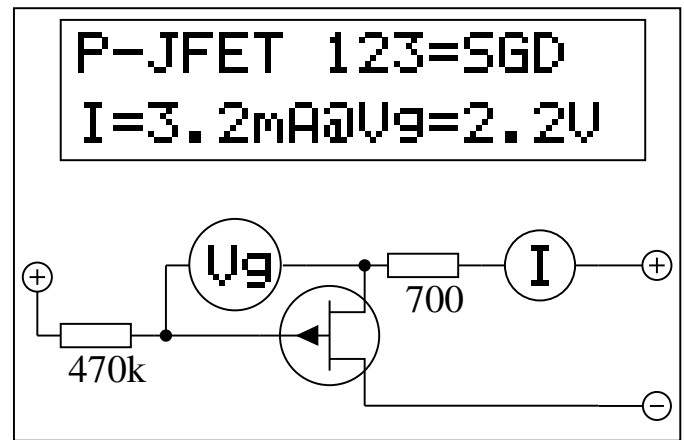 P-JFET 123=SGD
I=3.2mA@Vg=2.2V
Vg
I
+
+
700
470k
−